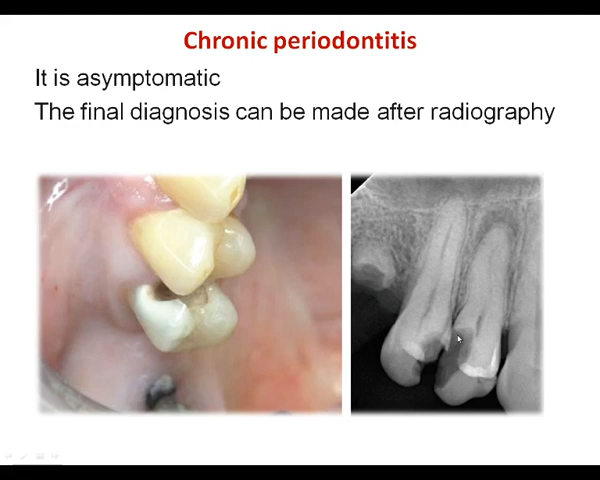 Chronic periodontitis
It is asymptomatic
The final diagnosis can be made after radiography